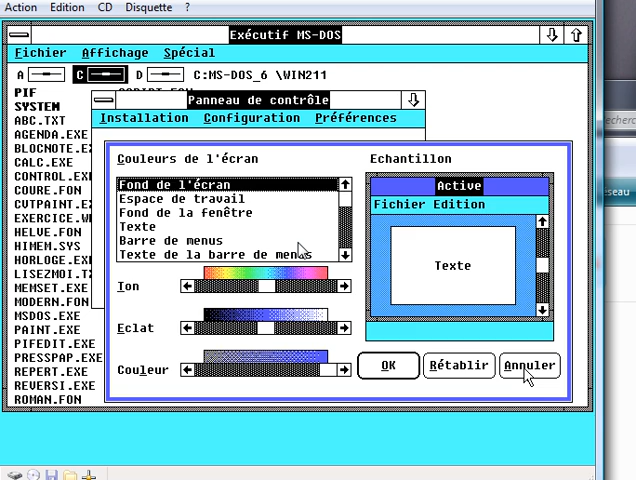 Action Edition CD Disquette ?
Exécutif MS-DOS
Fichier Affichage Spécial
A C D C:MS-DOS_6 \WIN211
PIF
SYSTEM
ABC.TXT
AGENDA.EXE
BLOCNOTE.E
CALC.EXE
CONTROL.EX
COURE.FON
CVTPAINT.E
EXERCICE.W
HELVE.FON
HIMEM.SYS
HORLOGE.EX
LISEZMOI.T
MEMSET.EXE
MODERN.FON
MSDOS.EXE
PAINT.EXE
PIFEDIT.EXE
PRESSPAP.EXE
REPERT.EXE
REVERSI.EXE
ROMAN.FON
Panneau de contrôle
Installation Configuration Préférences
Couleurs de l'écran
Fond de l'écran
Espace de travail
Fond de la fenêtre
Texte
Barre de menus
Texte de la barre de menus
Ton
Eclat
Couleur
Echantillon
Active
Fichier Edition
Texte
OK
Rétablir
Annuler